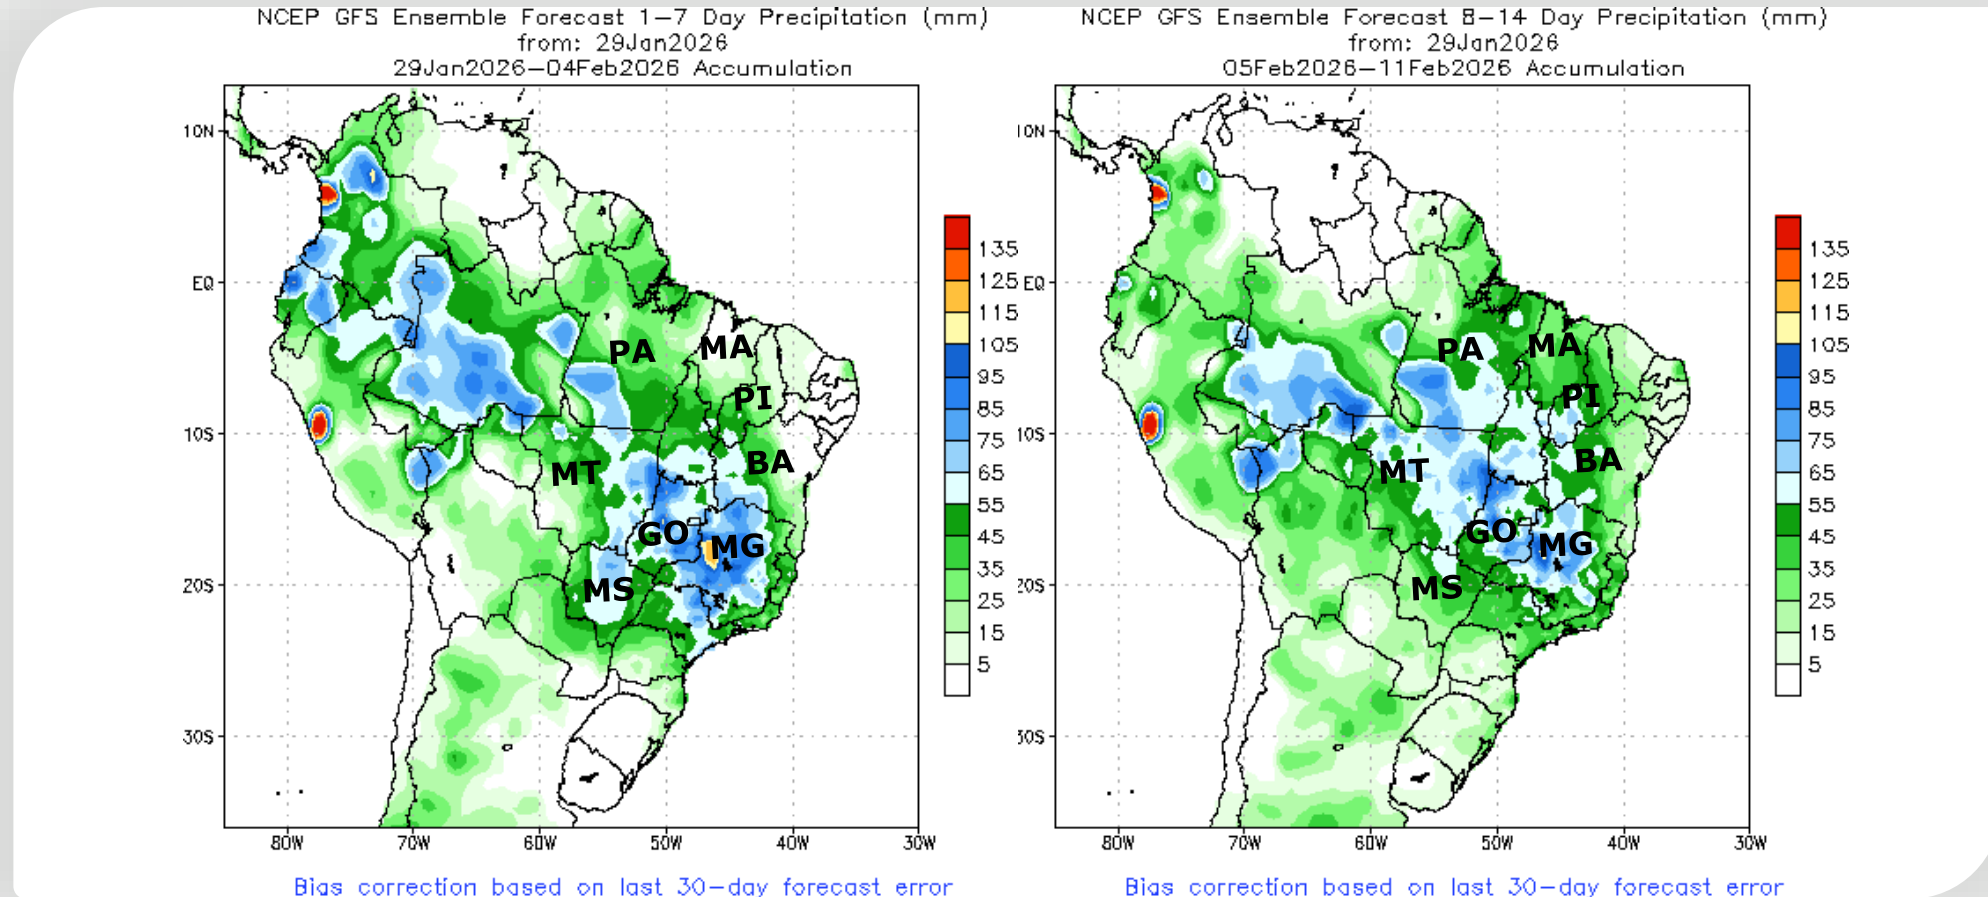 NCEP GFS Ensemble Forecast 1–7 Day Precipitation (mm)
from: 29Jan2026
29Jan2026–04Feb2026 Accumulation
10N
EQ
10S
20S
30S
80W 70W 60W 50W 40W 30W
PA
MA
PI
BA
MT
GO
MG
MS
135
125
115
105
95
85
75
65
55
45
35
25
15
5
Bias correction based on last 30–day forecast error
NCEP GFS Ensemble Forecast 8–14 Day Precipitation (mm)
from: 29Jan2026
05Feb2026–11Feb2026 Accumulation
10N
EQ
10S
20S
30S
80W 70W 60W 50W 40W 30W
PA
MA
PI
BA
MT
GO
MG
MS
135
125
115
105
95
85
75
65
55
45
35
25
15
5
Bias correction based on last 30–day forecast error